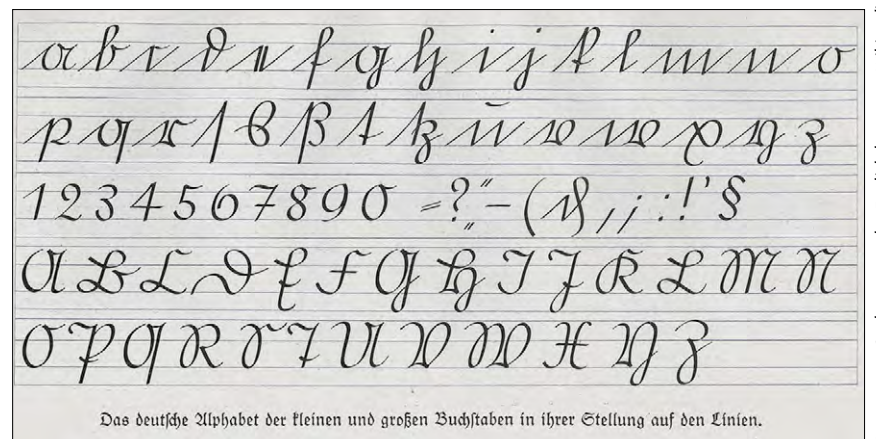 a b c d e f g h i j k l m n o
p q r ſ s ß t tz u v w x y z
1 2 3 4 5 6 7 8 9 0 = ? „ “ – ( , ; : ! ' §
A B C D E F G H I J K L M N
O P Q R S T U V W X Y Z
Das deutſche Alphabet der kleinen und großen Buchſtaben in ihrer Stellung auf den Linien.